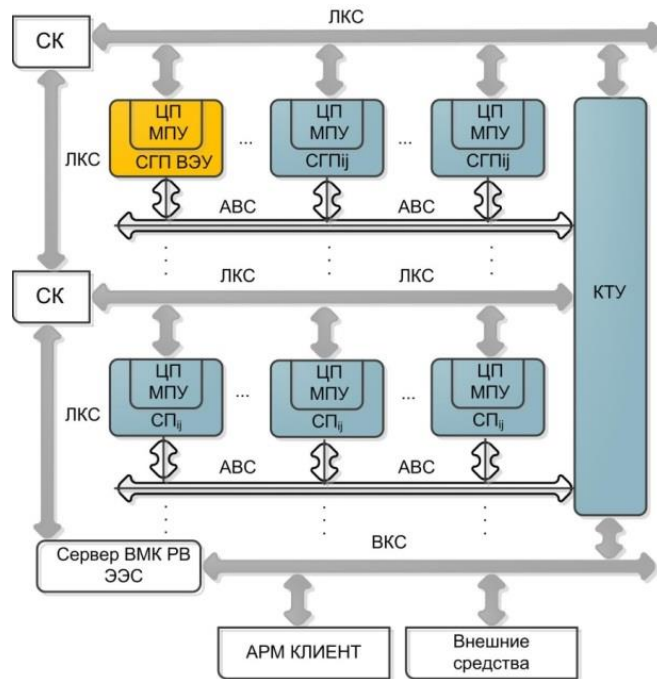 ЛКС
СК
ЦП
МПУ
СГП ВЭУ
...
ЦП
МПУ
СГПij
...
ЦП
МПУ
СГПij
ЛКС
АВС
АВС
КТУ
ЛКС
ЛКС
СК
ЦП
МПУ
СПij
...
ЦП
МПУ
СПij
...
ЦП
МПУ
СПij
ЛКС
АВС
АВС
ВКС
Сервер ВМК РВ
ЭЭС
АРМ КЛИЕНТ
Внешние
средства